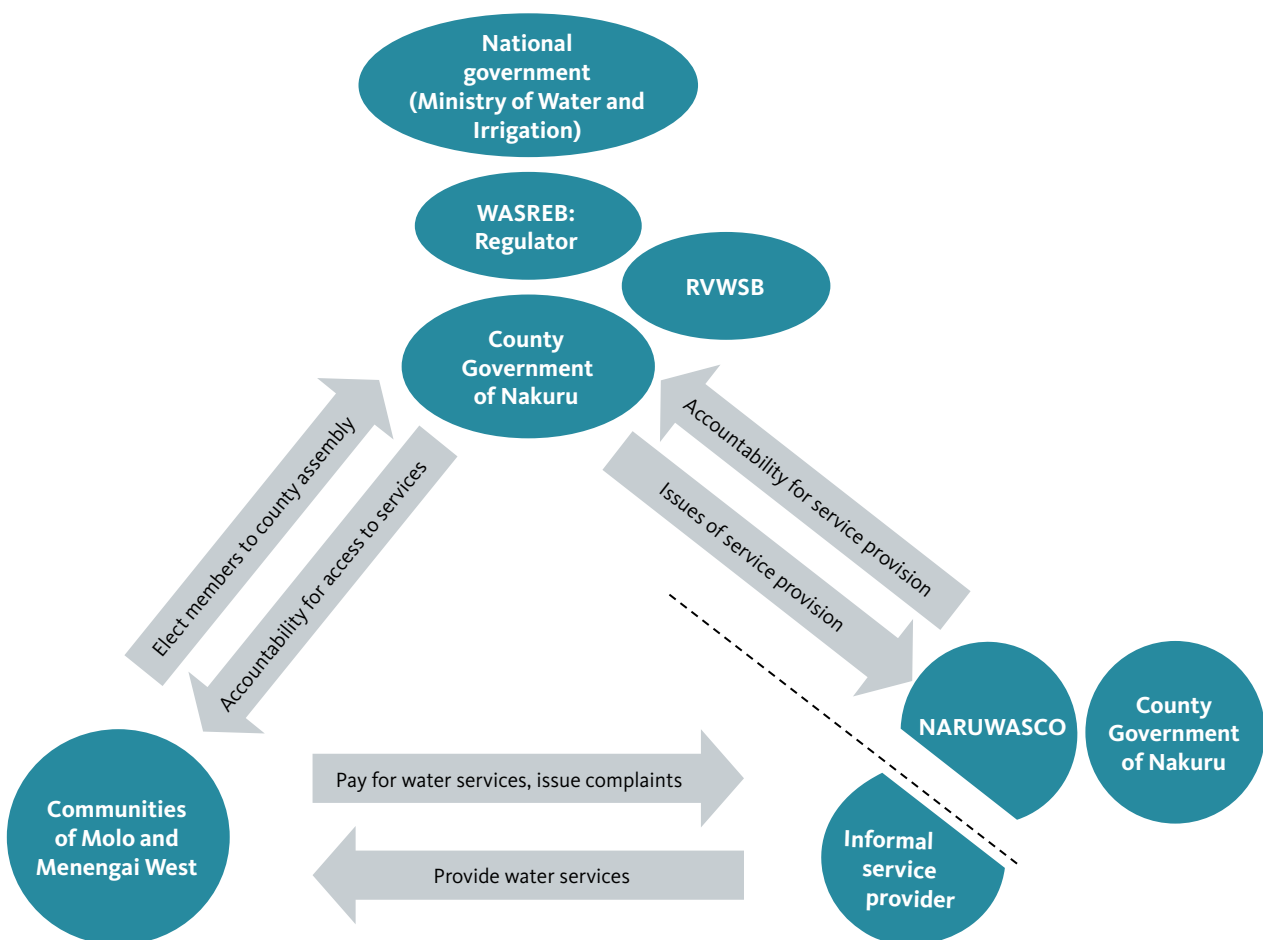 National
government
(Ministry of Water and
Irrigation)
WASREB:
Regulator
RVWSB
County
Government
of Nakuru
Elect members to county assembly
Accountability for access to services
Accountability for service provision
Issues of service provision
NARUWASCO
County
Government
of Nakuru
Communities
of Molo and
Menengai West
Pay for water services, issue complaints
Provide water services
Informal
service
provider